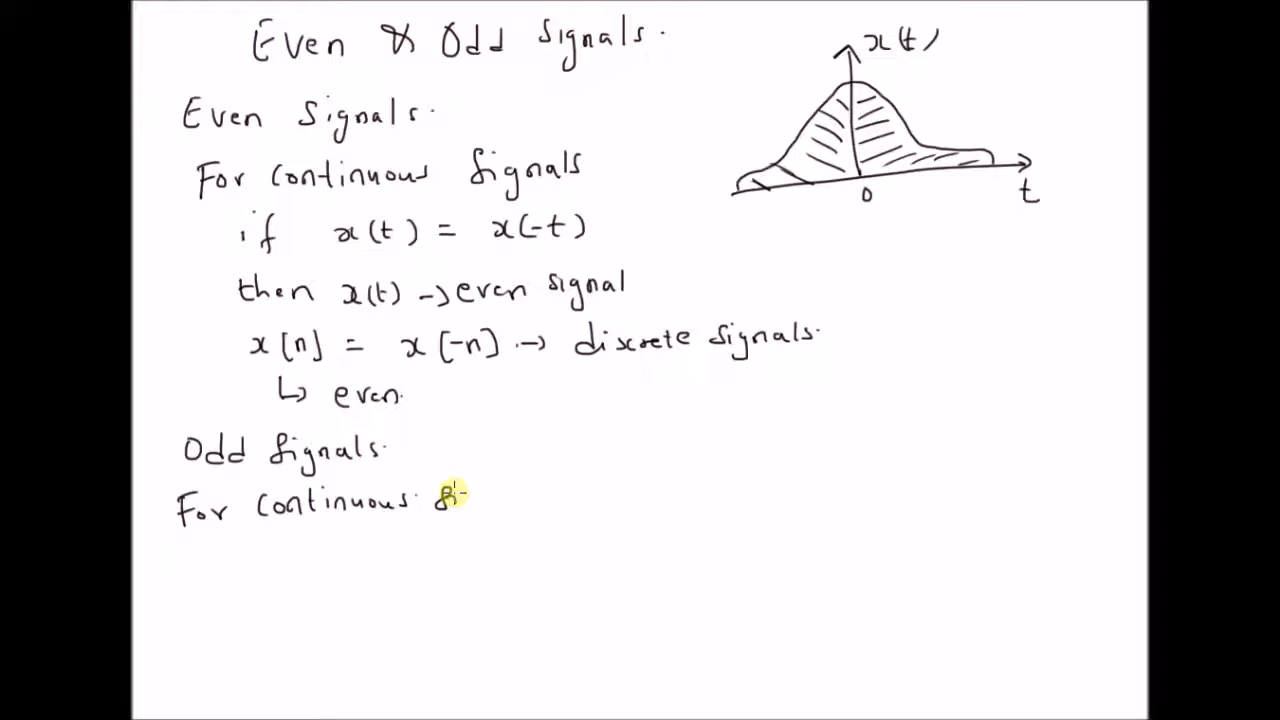 Even & Odd Signals.
x(t)
Even Signals.
For continuous Signals
t
0
if x(t) = x(-t)
then x(t) → even signal
x[n] = x[-n] → discrete signals.
↳ even.
Odd Signals.
For continuous